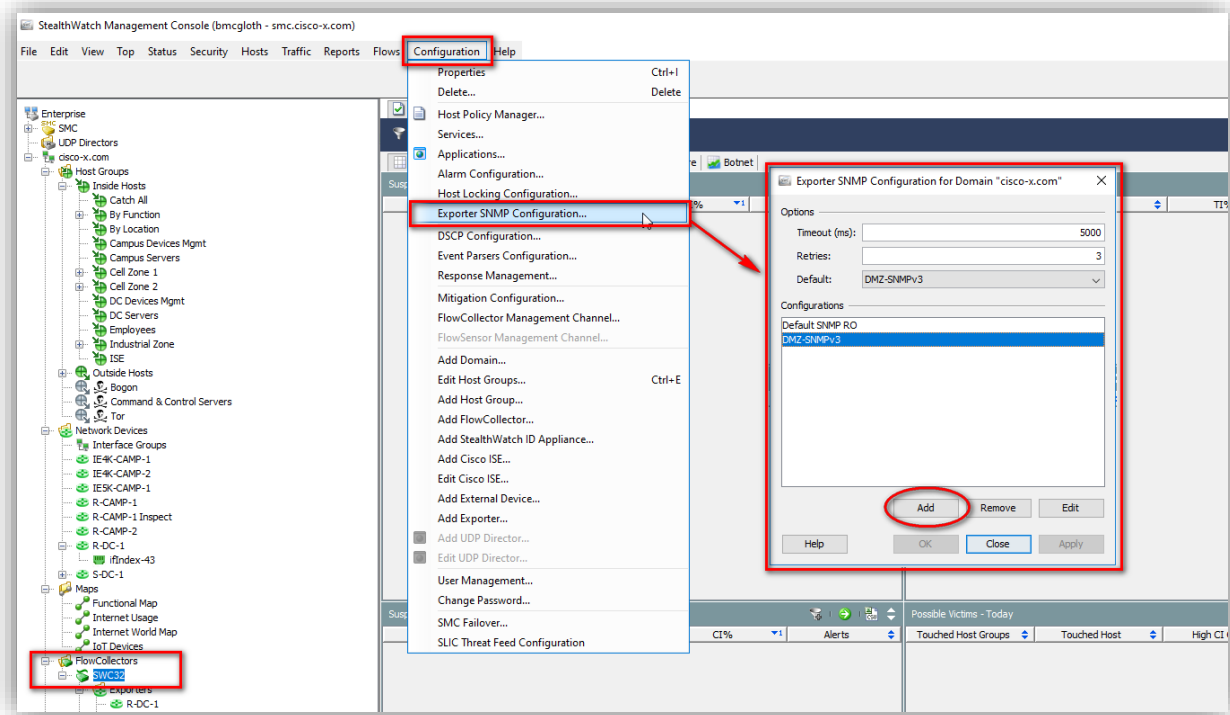 StealthWatch Management Console (bmcgloth - smc.cisco-x.com)
File Edit View Top Status Security Hosts Traffic Reports Flows Configuration Help
Enterprise
SMC
UDP Directors
cisco-x.com
Host Groups
Inside Hosts
Catch All
By Function
By Location
Campus Devices Mgmt
Campus Servers
Cell Zone 1
Cell Zone 2
DC Devices Mgmt
DC Servers
Employees
Industrial Zone
ISE
Outside Hosts
Bogon
Command & Control Servers
Tor
Network Devices
Interface Groups
IE4K-CAMP-1
IE4K-CAMP-2
IE5K-CAMP-1
R-CAMP-1
R-CAMP-1 Inspect
R-CAMP-2
R-DC-1
ifIndex-43
S-DC-1
Maps
Functional Map
Internet Usage
Internet World Map
IoT Devices
FlowCollectors
SWC32
Exporters
R-DC-1
Properties Ctrl+I
Delete... Delete
Host Policy Manager...
Services...
Applications...
Alarm Configuration...
Host Locking Configuration...
Exporter SNMP Configuration...
DSCP Configuration...
Event Parsers Configuration...
Response Management...
Mitigation Configuration...
FlowCollector Management Channel...
FlowSensor Management Channel...
Add Domain...
Edit Host Groups... Ctrl+E
Add Host Group...
Add FlowCollector...
Add StealthWatch ID Appliance...
Add Cisco ISE...
Edit Cisco ISE...
Add External Device...
Add Exporter...
Add UDP Director...
Edit UDP Director...
User Management...
Change Password...
SMC Failover...
SLIC Threat Feed Configuration
Botnet
Exporter SNMP Configuration for Domain "cisco-x.com"
Options
Timeout (ms): 5000
Retries: 3
Default: DMZ-SNMPv3
Configurations
Default SNMP RO
DMZ-SNMPv3
Add Remove Edit
Help OK Close Apply
Possible Victims - Today
CI% Alerts Touched Host Groups Touched Host High CI